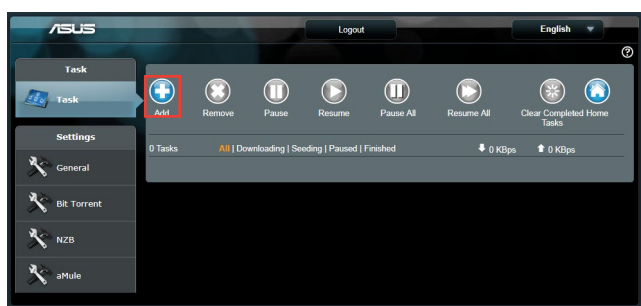 ASUS
Logout
English
Task
Task
Add
Remove
Pause
Resume
Pause All
Resume All
Clear Completed Tasks
Home
0 Tasks
All | Downloading | Seeding | Paused | Finished
0 KBps
0 KBps
Settings
General
Bit Torrent
NZB
aMule